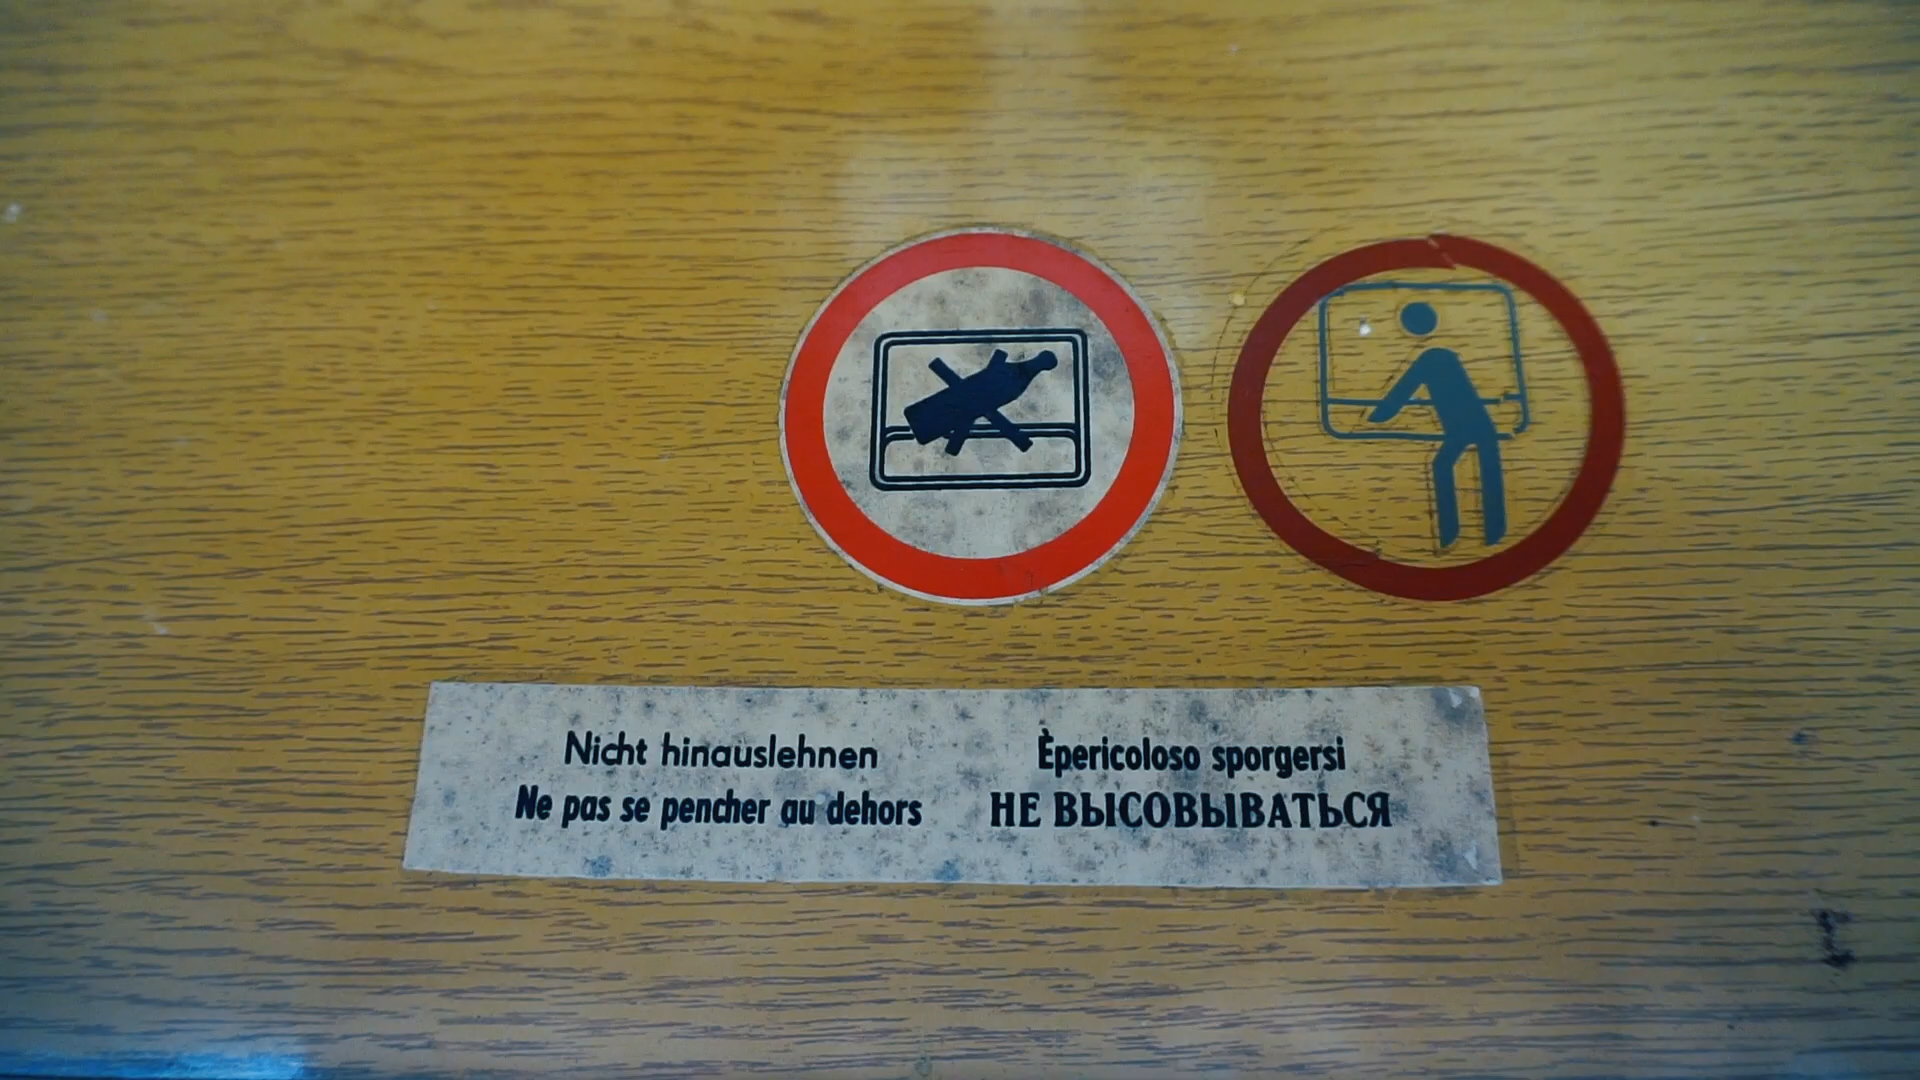 Nicht hinauslehnen
Ne pas se pencher au dehors
Èpericoloso sporgersi
НЕ ВЫСОВЫВАТЬСЯ